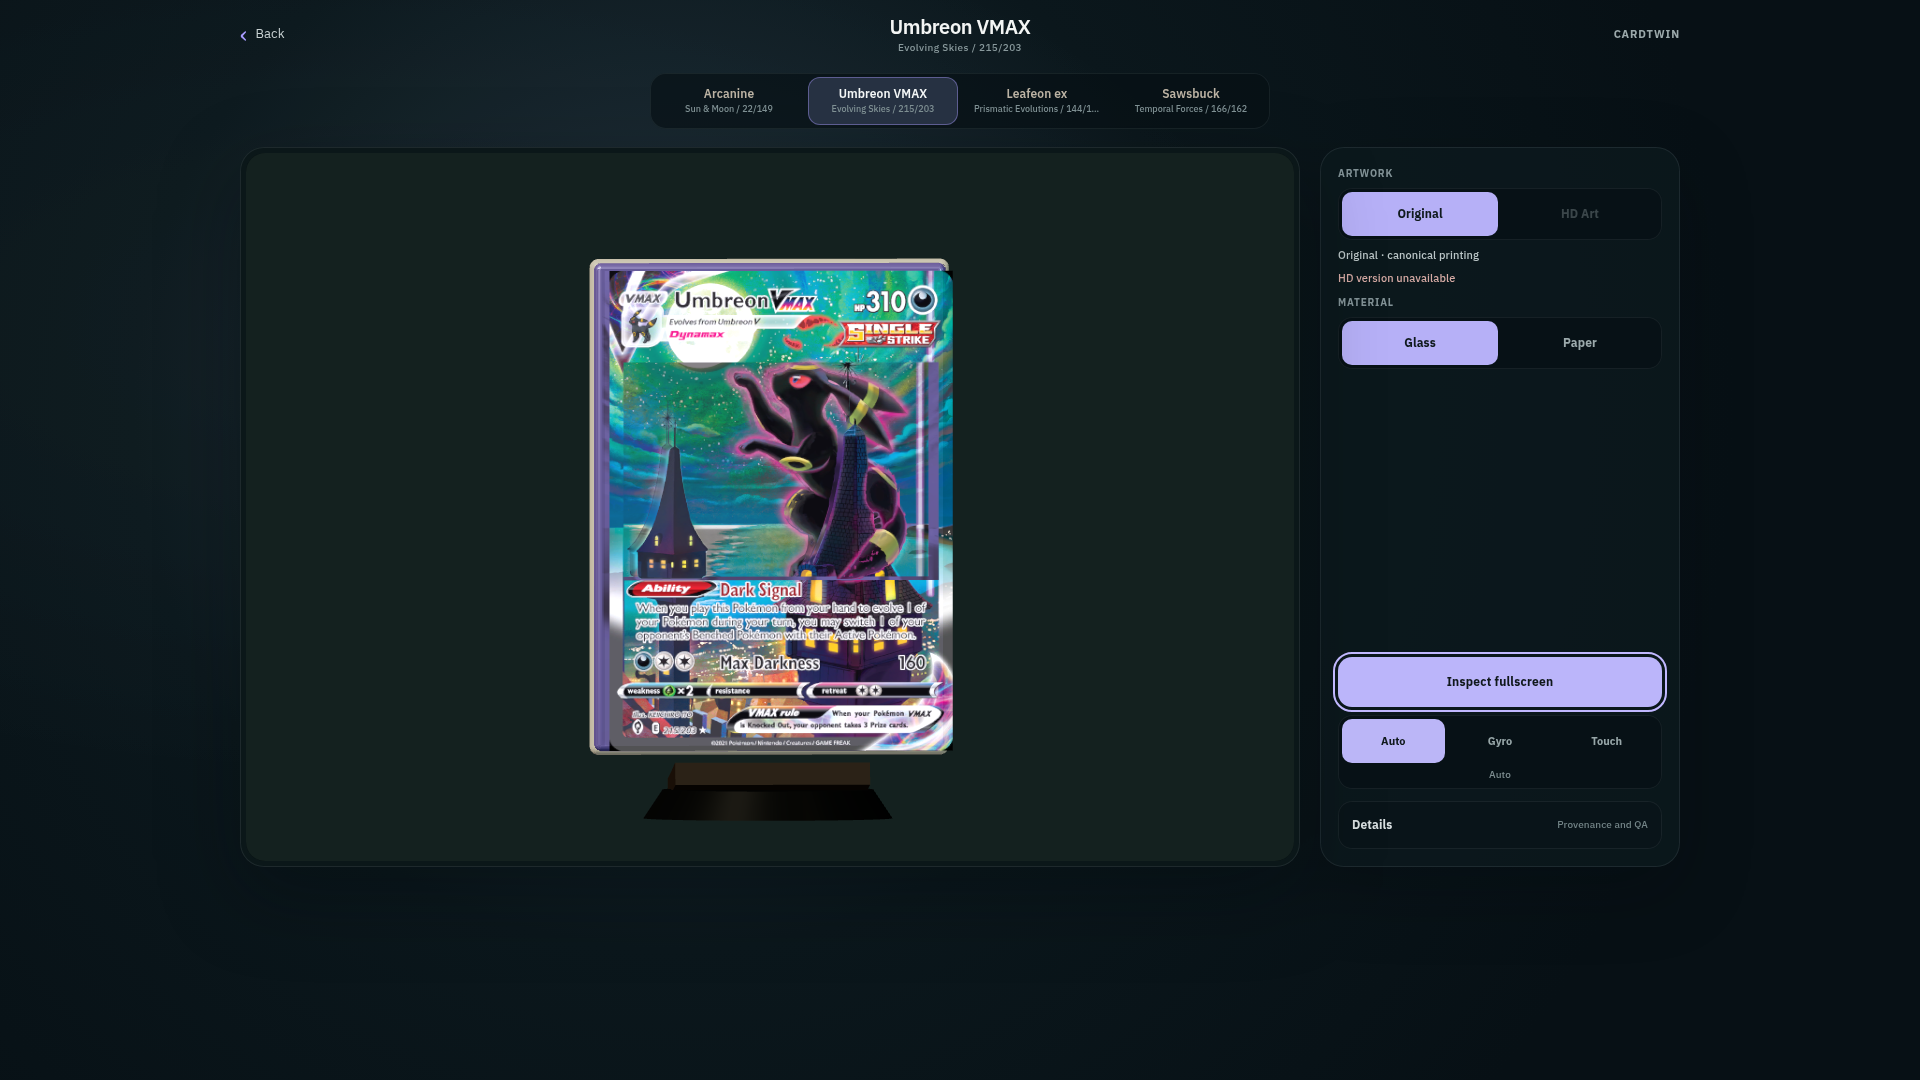 Back
Umbreon VMAX
Evolving Skies / 215/203
CARDTWIN
Arcanine
Sun & Moon / 22/149
Umbreon VMAX
Evolving Skies / 215/203
Leafeon ex
Prismatic Evolutions / 144/1...
Sawsbuck
Temporal Forces / 166/162
VMAX
Umbreon VMAX
HP 310
Evolves from Umbreon V
Dynamax
SINGLE
STRIKE
Ability Dark Signal
When you play this Pokémon from your hand to evolve 1 of
your Pokémon during your turn, you may switch 1 of your
opponent's Benched Pokémon with their Active Pokémon.
Max Darkness 160
weakness ×2 resistance retreat
Illus. KEIICHIRO ITO
E 215/203 ★
VMAX rule When your Pokémon VMAX
is Knocked Out, your opponent takes 3 Prize cards.
©2021 Pokémon / Nintendo / Creatures / GAME FREAK
ARTWORK
Original
HD Art
Original · canonical printing
HD version unavailable
MATERIAL
Glass
Paper
Inspect fullscreen
Auto
Gyro
Touch
Auto
Details
Provenance and QA